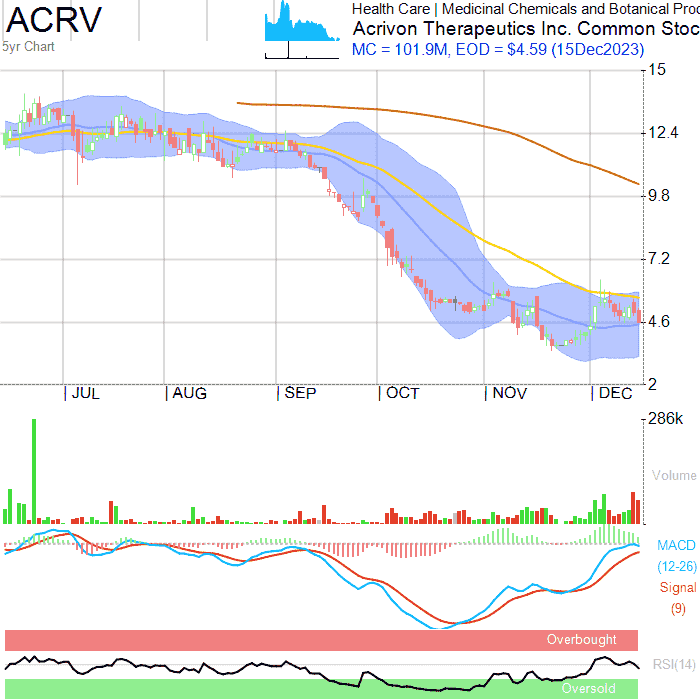 ACRV
5yr Chart
Health Care | Medicinal Chemicals and Botanical Prod
Acrivon Therapeutics Inc. Common Stoc
MC = 101.9M, EOD = $4.59 (15Dec2023)
15
12.4
9.8
7.2
4.6
2
JUL
AUG
SEP
OCT
NOV
DEC
286k
Volume
MACD
(12-26)
Signal
(9)
Overbought
RSI(14)
Oversold